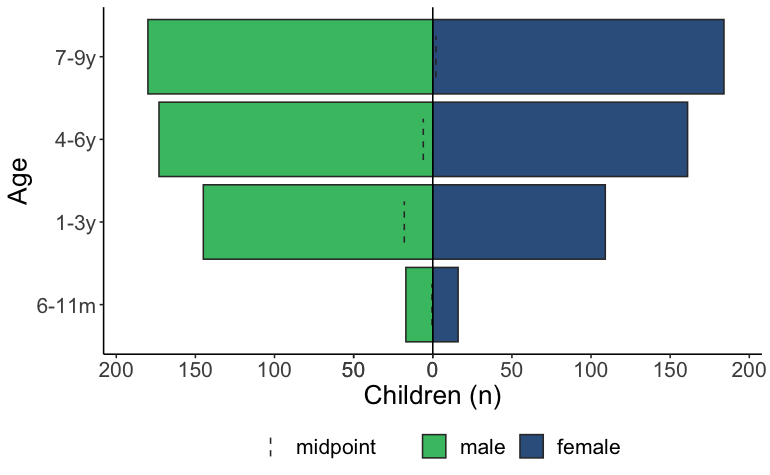 Age
7-9y
4-6y
1-3y
6-11m
200 150 100 50 0 50 100 150 200
Children (n)
midpoint male female